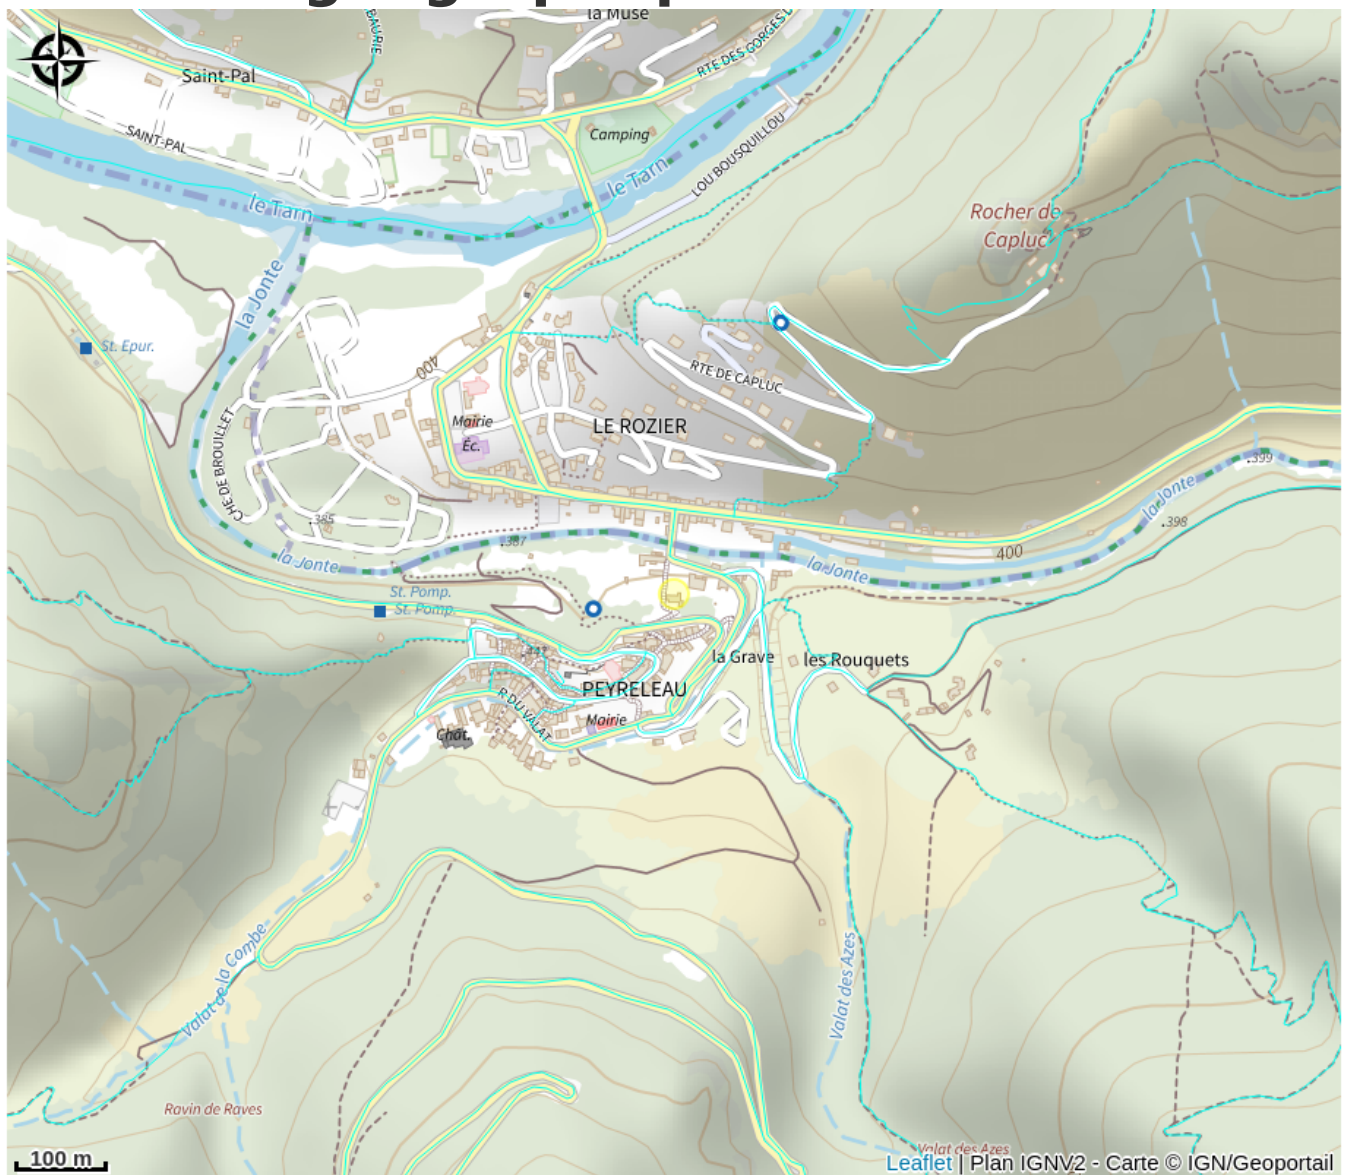 la Muse
BAURIE
RTE DES GORGES
Saint-Pal
SAINT-PAL
Camping
LOU BOUSQUILLOU
le Tarn
le Tarn
Rocher de
Capluc
la Jonte
St. Epur.
400
RTE DE CAPLUC
Mairie
LE ROZIER
Éc.
CHE DE BROUILLET
.399
la Jonte
.385
.398
.387
400
la Jonte
la Jonte
St. Pomp.
St. Pomp.
.447
la Grave
les Rouquets
PEYRELEAU
R DU VALAT
Mairie
Chât.
Valat de la Combe
Valat des Azes
Ravin de Raves
Valat des Azes
100 m
Leaflet | Plan IGNV2 - Carte © IGN/Geoportail